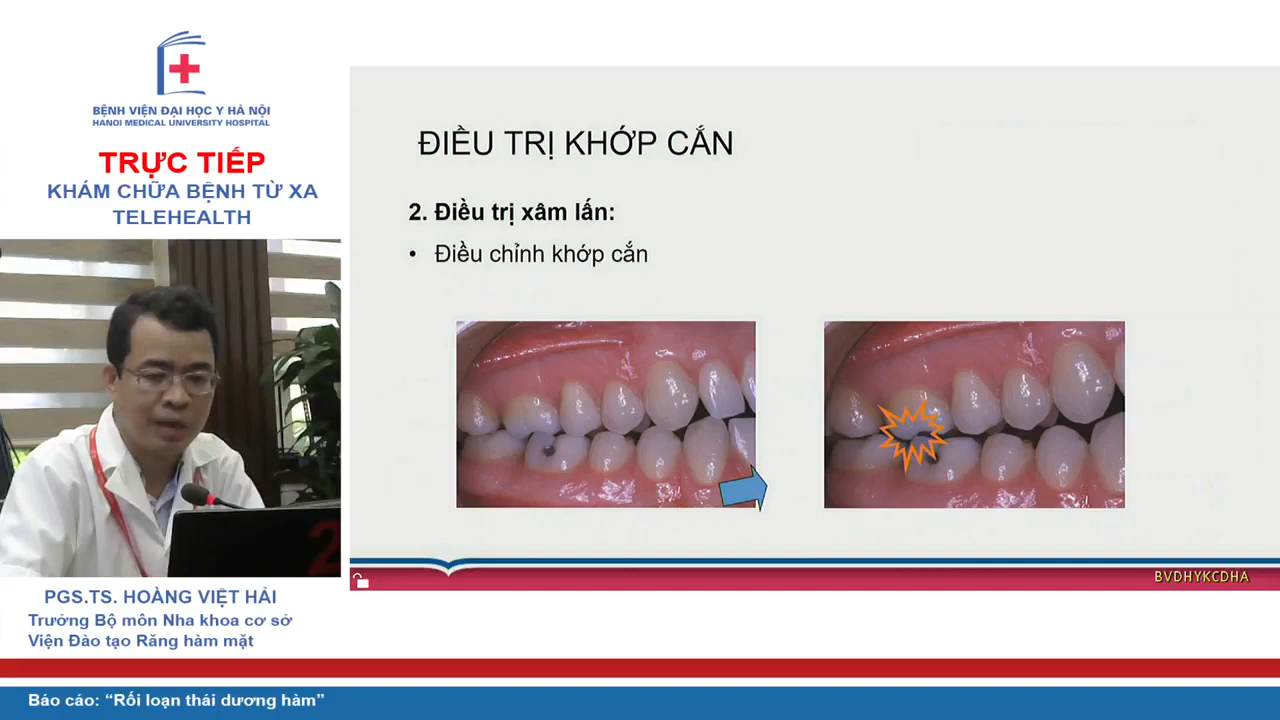 BỆNH VIỆN ĐẠI HỌC Y HÀ NỘI
HANOI MEDICAL UNIVERSITY HOSPITAL
TRỰC TIẾP
KHÁM CHỮA BỆNH TỪ XA
TELEHEALTH
ĐIỀU TRỊ KHỚP CẮN
2. Điều trị xâm lấn:
• Điều chỉnh khớp cắn
BVDHYKCDHA
PGS.TS. HOÀNG VIỆT HẢI
Trưởng Bộ môn Nha khoa cơ sở
Viện Đào tạo Răng hàm mặt
Báo cáo: “Rối loạn thái dương hàm”